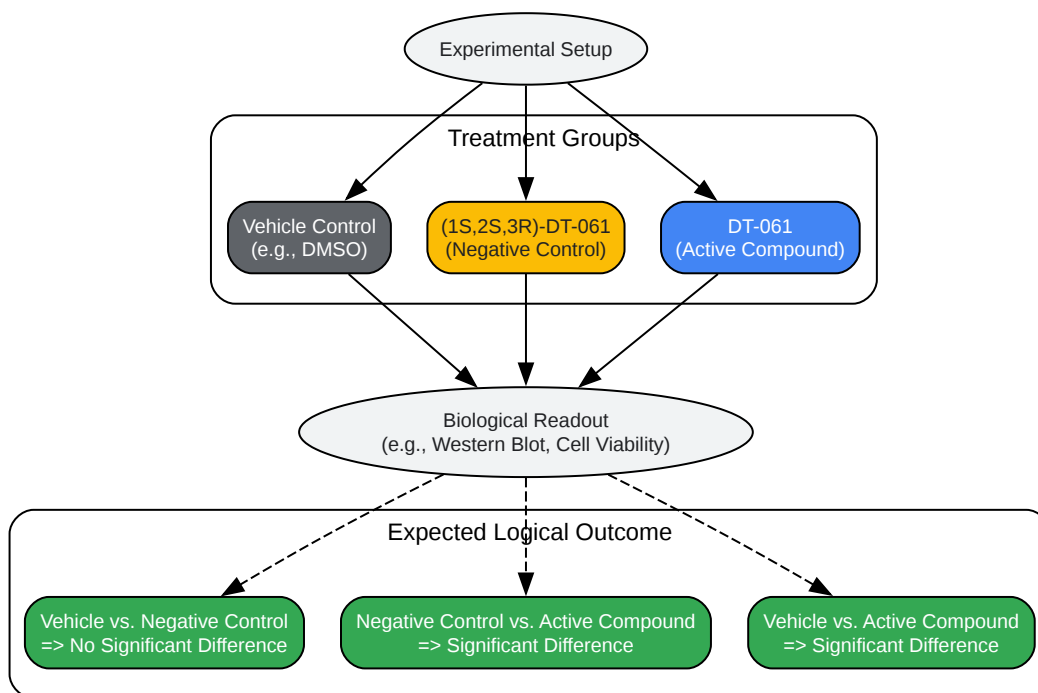 Experimental Setup
Treatment Groups
Vehicle Control
(e.g., DMSO)
(1S,2S,3R)-DT-061
(Negative Control)
DT-061
(Active Compound)
Biological Readout
(e.g., Western Blot, Cell Viability)
Expected Logical Outcome
Vehicle vs. Negative Control
=> No Significant Difference
Negative Control vs. Active Compound
=> Significant Difference
Vehicle vs. Active Compound
=> Significant Difference